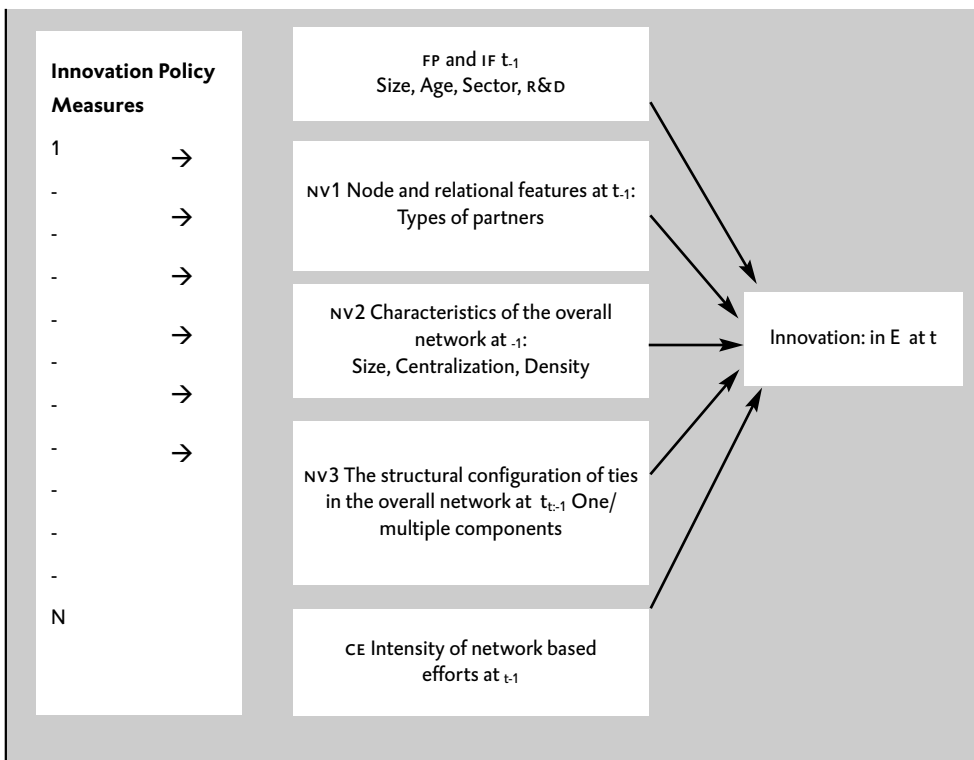 Innovation Policy
Measures
1 →
-
- →
- →
-
- →
-
- →
- →
-
-
-
N
FP and IF t-1
Size, Age, Sector, R&D
NV1 Node and relational features at t-1:
Types of partners
NV2 Characteristics of the overall
network at -1:
Size, Centralization, Density
NV3 The structural configuration of ties
in the overall network at t t:-1 One/
multiple components
CE Intensity of network based
efforts at t-1
Innovation: in E at t